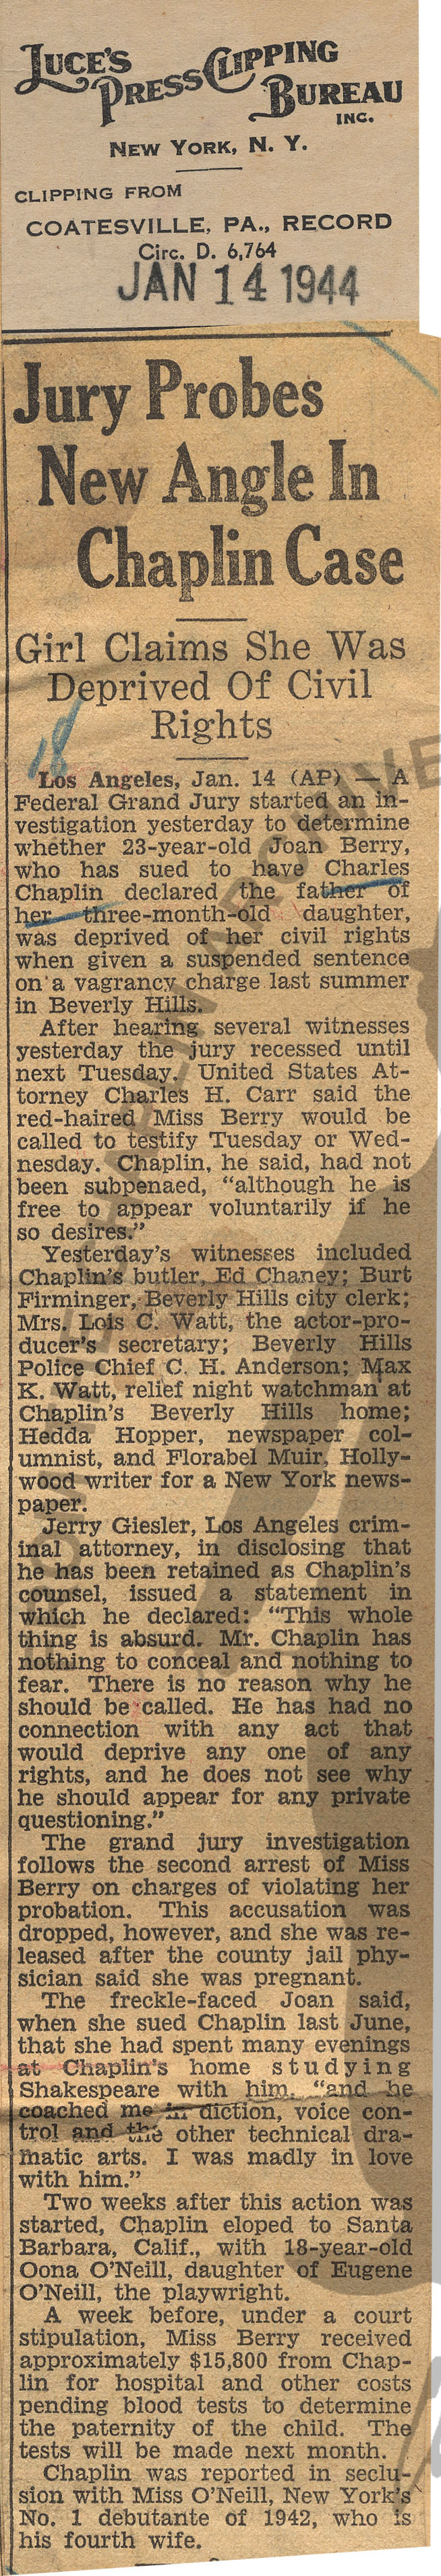 LUCE'S
PRESS CLIPPING
BUREAU
INC.
NEW YORK, N. Y.
CLIPPING FROM
COATESVILLE, PA., RECORD
Circ. D. 6,764
JAN 14 1944
Jury Probes
New Angle In
Chaplin Case
Girl Claims She Was
Deprived Of Civil
Rights
18
Los Angeles, Jan. 14 (AP) — A
Federal Grand Jury started an in-
vestigation yesterday to determine
whether 23-year-old Joan Berry,
who has sued to have Charles
Chaplin declared the father of
her three-month-old daughter,
was deprived of her civil rights
when given a suspended sentence
on a vagrancy charge last summer
in Beverly Hills.
After hearing several witnesses
yesterday the jury recessed until
next Tuesday. United States At-
torney Charles H. Carr said the
red-haired Miss Berry would be
called to testify Tuesday or Wed-
nesday. Chaplin, he said, had not
been subpenaed, “although he is
free to appear voluntarily if he
so desires.”
Yesterday's witnesses included
Chaplin's butler, Ed Chaney; Burt
Firminger, Beverly Hills city clerk;
Mrs. Lois C. Watt, the actor-pro-
ducer's secretary; Beverly Hills
Police Chief C. H. Anderson; Max
K. Watt, relief night watchman at
Chaplin's Beverly Hills home;
Hedda Hopper, newspaper col-
umnist, and Florabel Muir, Holly-
wood writer for a New York news-
paper.
Jerry Giesler, Los Angeles crim-
inal attorney, in disclosing that
he has been retained as Chaplin's
counsel, issued a statement in
which he declared: “This whole
thing is absurd. Mr. Chaplin has
nothing to conceal and nothing to
fear. There is no reason why he
should be called. He has had no
connection with any act that
would deprive any one of any
rights, and he does not see why
he should appear for any private
questioning.”
The grand jury investigation
follows the second arrest of Miss
Berry on charges of violating her
probation. This accusation was
dropped, however, and she was re-
leased after the county jail phy-
sician said she was pregnant.
The freckle-faced Joan said,
when she sued Chaplin last June,
that she had spent many evenings
at Chaplin's home studying
Shakespeare with him. “and he
coached me in diction, voice con-
trol and the other technical dra-
matic arts. I was madly in love
with him.”
Two weeks after this action was
started, Chaplin eloped to Santa
Barbara, Calif., with 18-year-old
Oona O'Neill, daughter of Eugene
O'Neill, the playwright.
A week before, under a court
stipulation, Miss Berry received
approximately $15,800 from Chap-
lin for hospital and other costs
pending blood tests to determine
the paternity of the child. The
tests will be made next month.
Chaplin was reported in seclu-
sion with Miss O'Neill, New York's
No. 1 debutante of 1942, who is
his fourth wife.